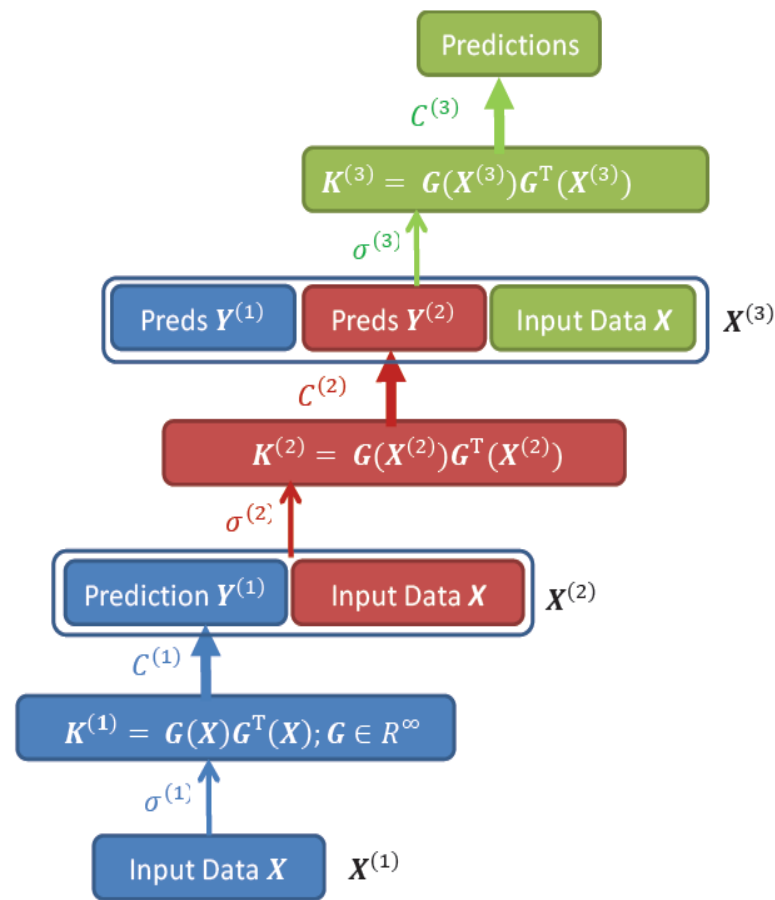 Predictions
C^(3)
K^(3) = G(X^(3))G^T(X^(3))
σ^(3)
Preds Y^(1) Preds Y^(2) Input Data X X^(3)
C^(2)
K^(2) = G(X^(2))G^T(X^(2))
σ^(2)
Prediction Y^(1) Input Data X X^(2)
C^(1)
K^(1) = G(X)G^T(X); G ∈ R^∞
σ^(1)
Input Data X X^(1)